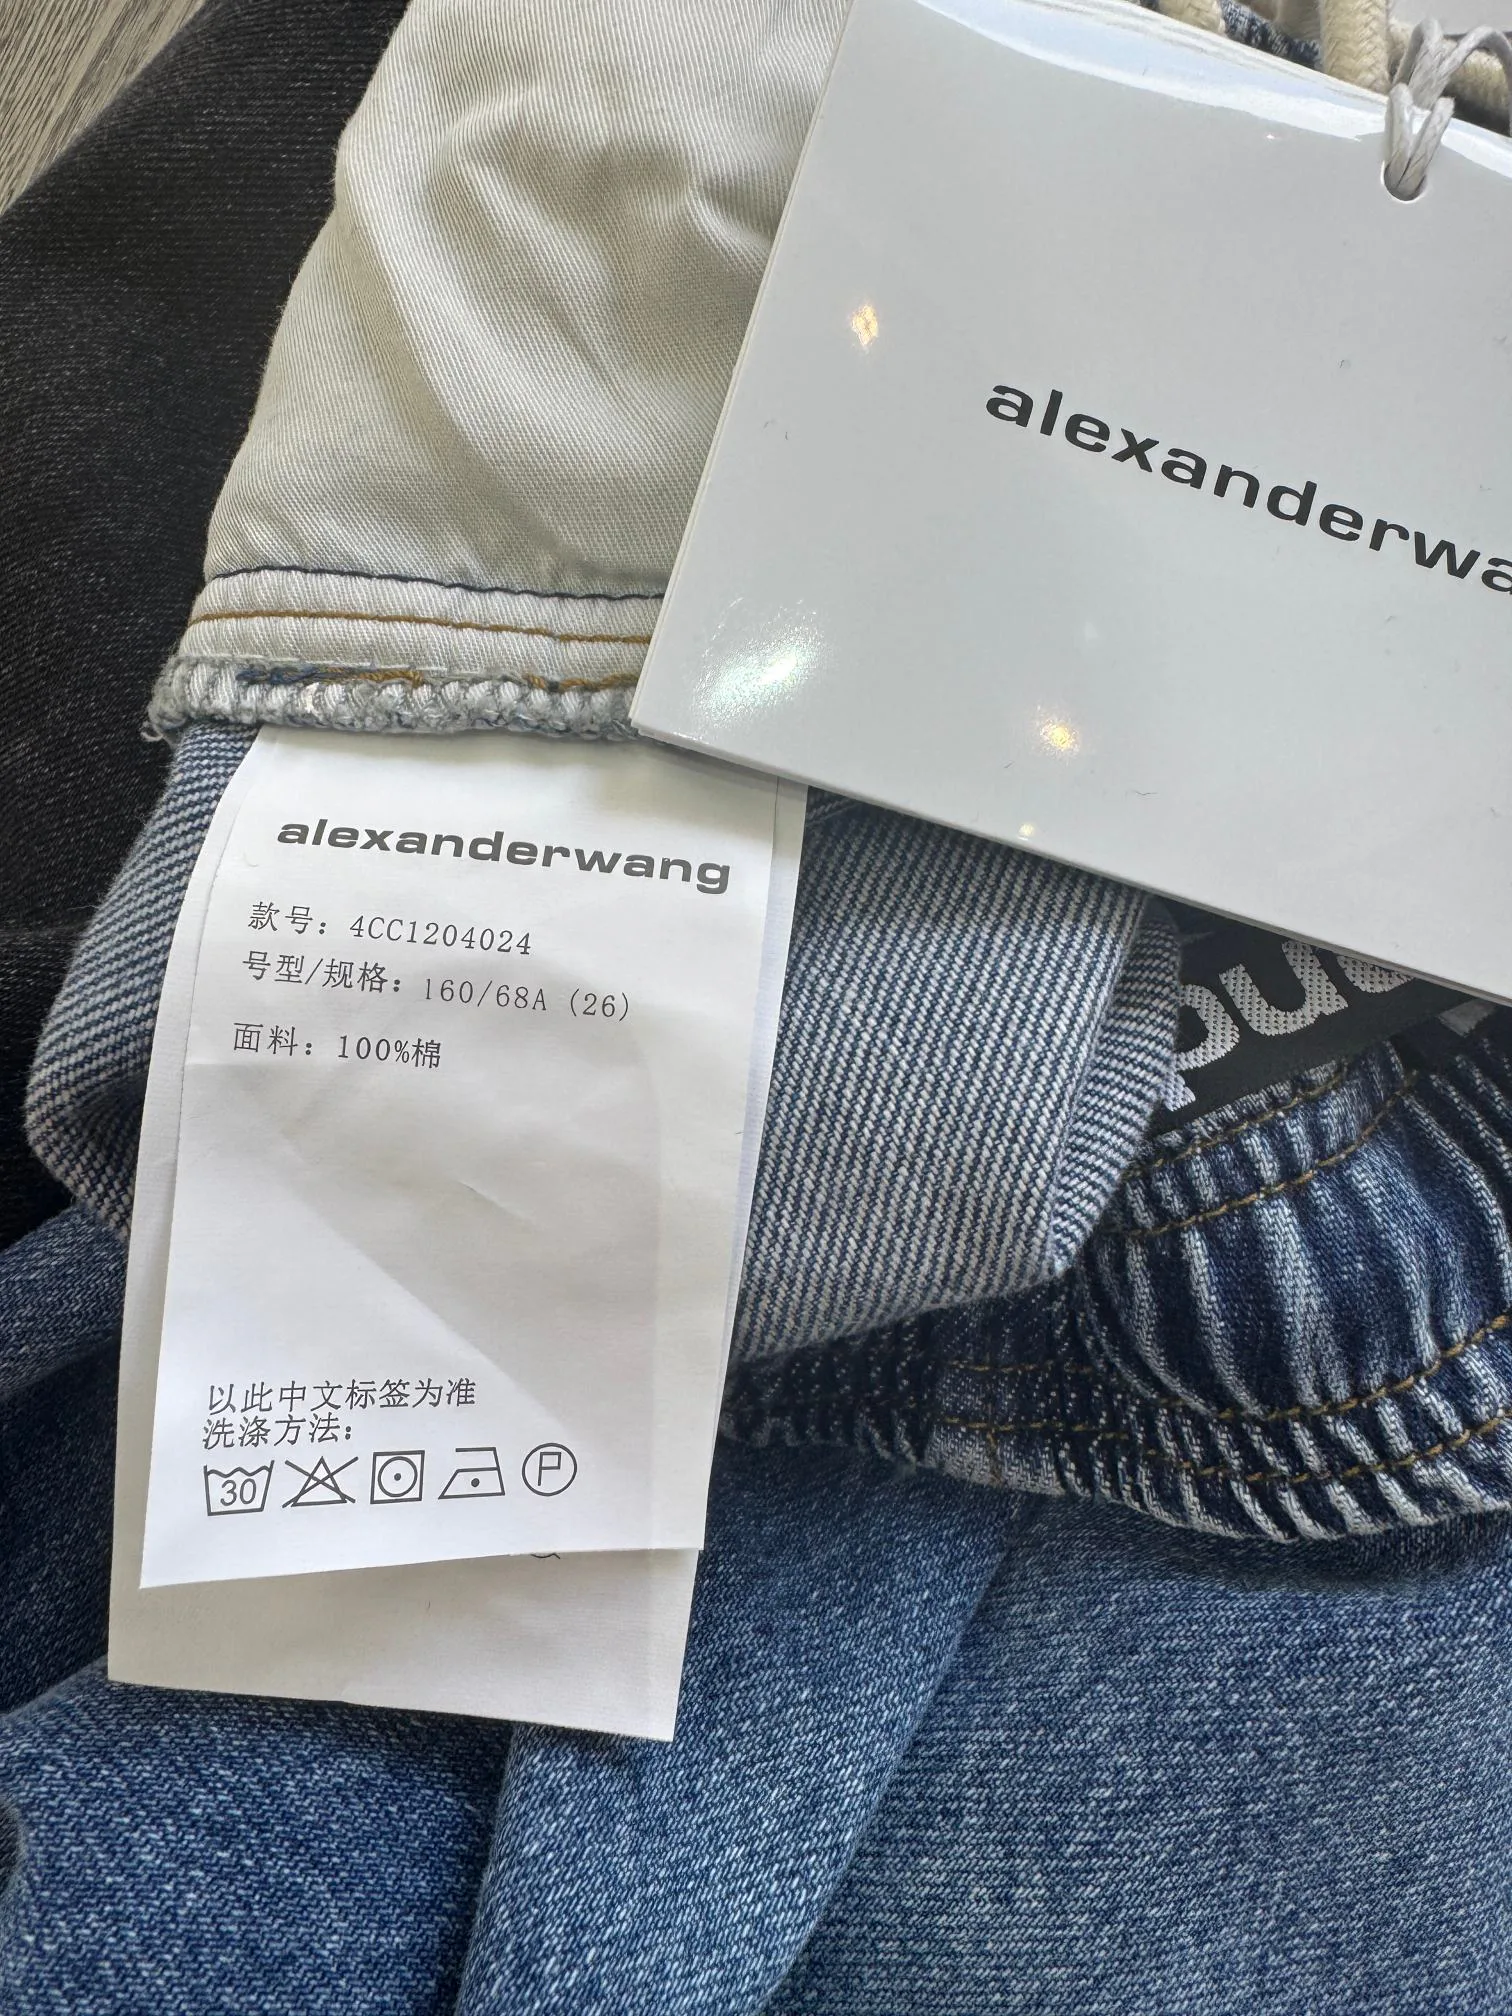 alexanderwa
alexanderwang
款号: 4CC1204024
号型/规格: 160/68A (26)
面料: 100%棉
以此中文标签为准
洗涤方法:
30
P